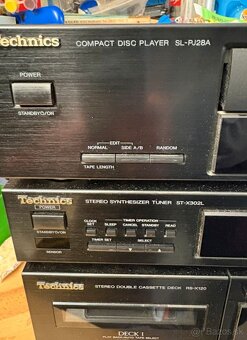 Technics
COMPACT DISC PLAYER SL-PJ28A
POWER
STANDBY/ON
EDIT
NORMAL SIDE A/B RANDOM
TAPE LENGTH
Technics
STEREO SYNTHESIZER TUNER ST-X302L
POWER
TIMER OPERATION
CLOCK SLEEP CANCEL STANDBY READ
STANDBY/ON
TIMER SET SELECT
SENSOR
Technics
STEREO DOUBLE CASSETTE DECK RS-X120
DECK I